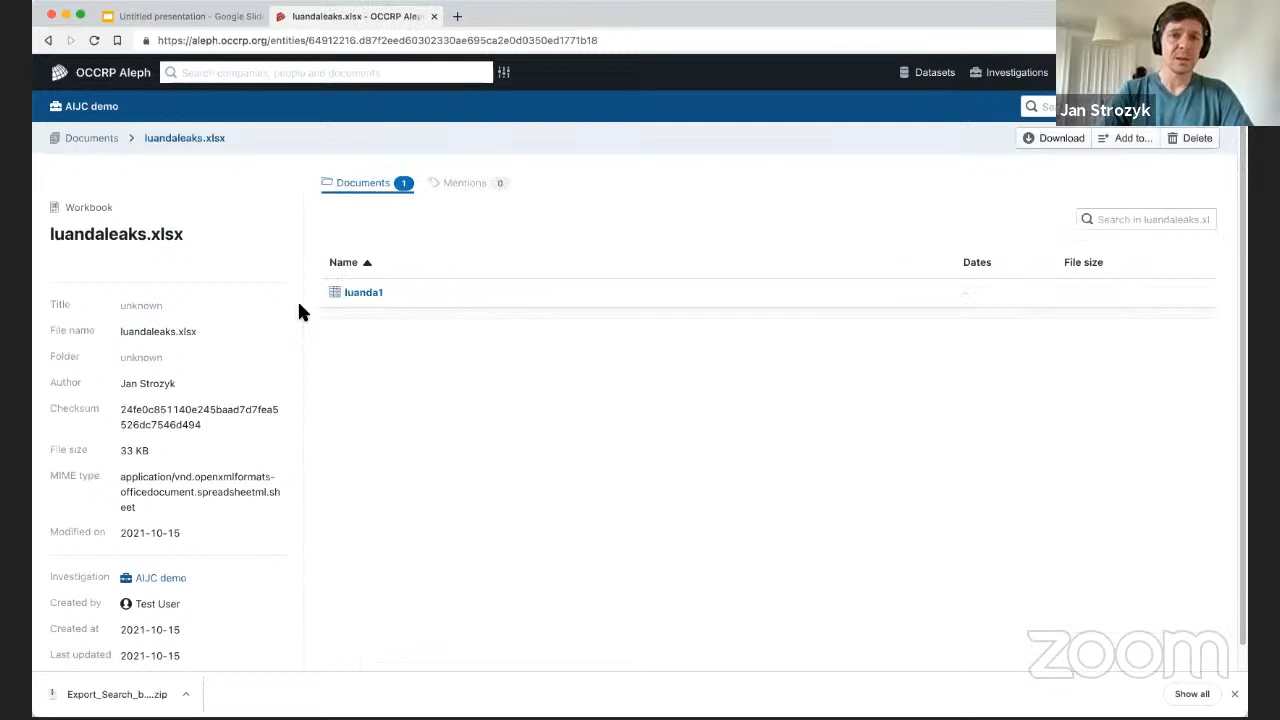 Untitled presentation - Google Slid
luandaleaks.xlsx - OCCRP Alep
https://aleph.occrp.org/entities/64912216.d87f2eed60302330ae695ca2e0d0350ed1771b18
OCCRP Aleph
Search companies, people and documents
Datasets
Investigations
AIJC demo
Se
Jan Strozyk
Documents
luandaleaks.xlsx
Download
Add to...
Delete
Documents 1
Mentions 0
Workbook
luandaleaks.xlsx
Search in luandaleaks.xl
Name
Dates
File size
luanda1
Title unknown
File name luandaleaks.xlsx
Folder unknown
Author Jan Strozyk
Checksum 24fe0c851140e245baad7d7fea5
526dc7546d494
File size 33 KB
MIME type application/vnd.openxmlformats-
officedocument.spreadsheetml.sh
eet
Modified on 2021-10-15
Investigation AIJC demo
Created by Test User
Created at 2021-10-15
Last updated 2021-10-15
zoom
Export_Search_b....zip
Show all